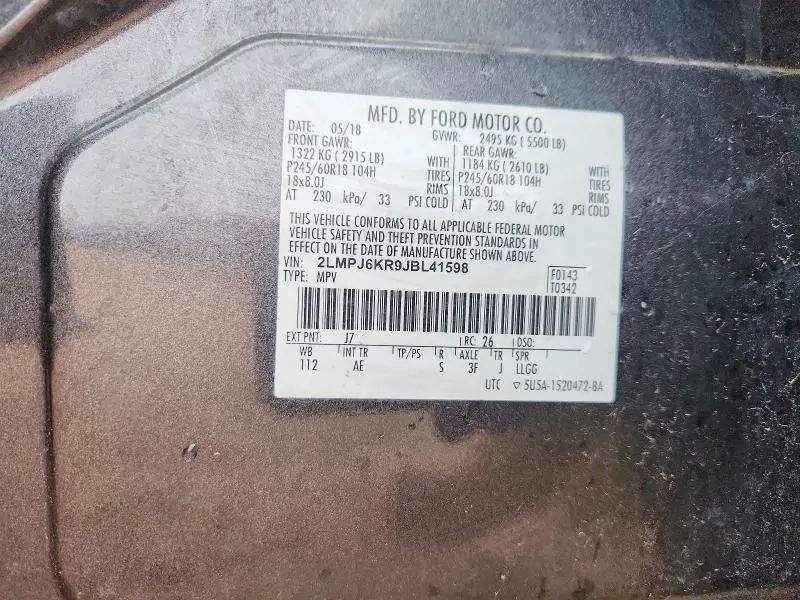 MFD. BY FORD MOTOR CO.
DATE: 05/18 GVWR: 2495 KG ( 5500 LB)
FRONT GAWR: REAR GAWR:
1322 KG ( 2915 LB) WITH 1184 KG ( 2610 LB) WITH
P245/60R18 104H TIRES P245/60R18 104H TIRES
18x8.0J RIMS 18x8.0J RIMS
AT 230 kPa/ 33 PSI COLD AT 230 kPa/ 33 PSI COLD
THIS VEHICLE CONFORMS TO ALL APPLICABLE FEDERAL MOTOR
VEHICLE SAFETY AND THEFT PREVENTION STANDARDS IN
EFFECT ON THE DATE OF MANUFACTURE SHOWN ABOVE.
VIN: 2LMPJ6KR9JBL41598 F0143
TYPE: MPV T0342
EXT PNT: J7 RC: 26 DSO:
WB INT TR TP/PS R AXLE TR SPR
112 AE S 3F J LLGG
UTC ▽ 5U5A-1520472-BA